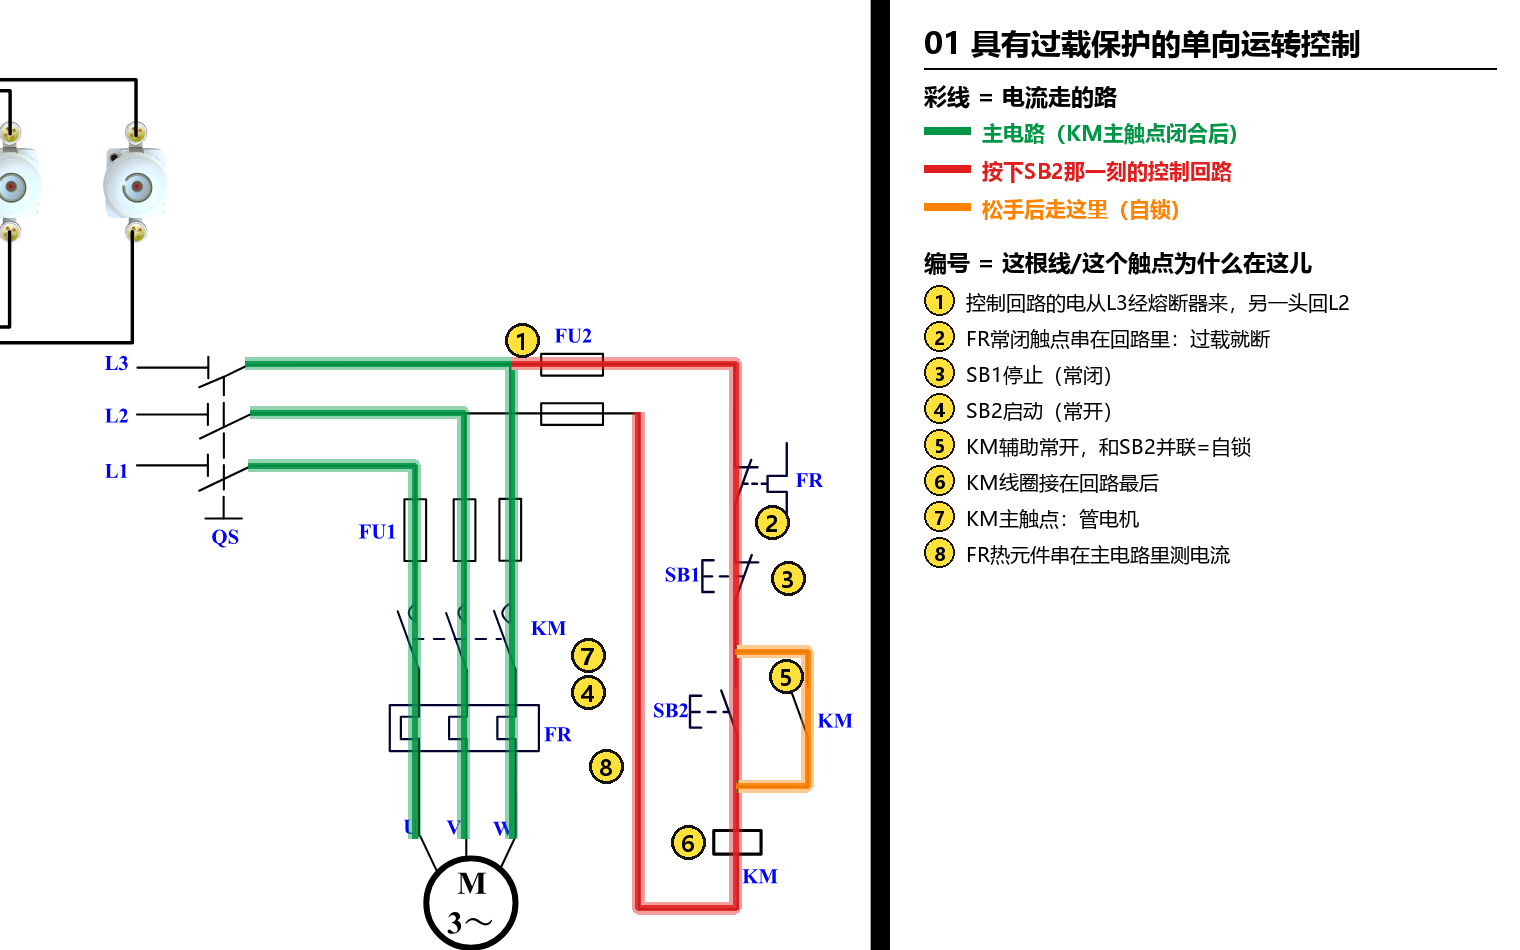 1
FU2
L3
L2
L1
QS
FU1
FR
2
SB1
3
KM
7
4
5
SB2
KM
FR
8
U
V
W
6
KM
M
3～
01 具有过载保护的单向运转控制
彩线 = 电流走的路
主电路（KM主触点闭合后）
按下SB2那一刻的控制回路
松手后走这里（自锁）
编号 = 这根线/这个触点为什么在这儿
1 控制回路的电从L3经熔断器来，另一头回L2
2 FR常闭触点串在回路里：过载就断
3 SB1停止（常闭）
4 SB2启动（常开）
5 KM辅助常开，和SB2并联=自锁
6 KM线圈接在回路最后
7 KM主触点：管电机
8 FR热元件串在主电路里测电流